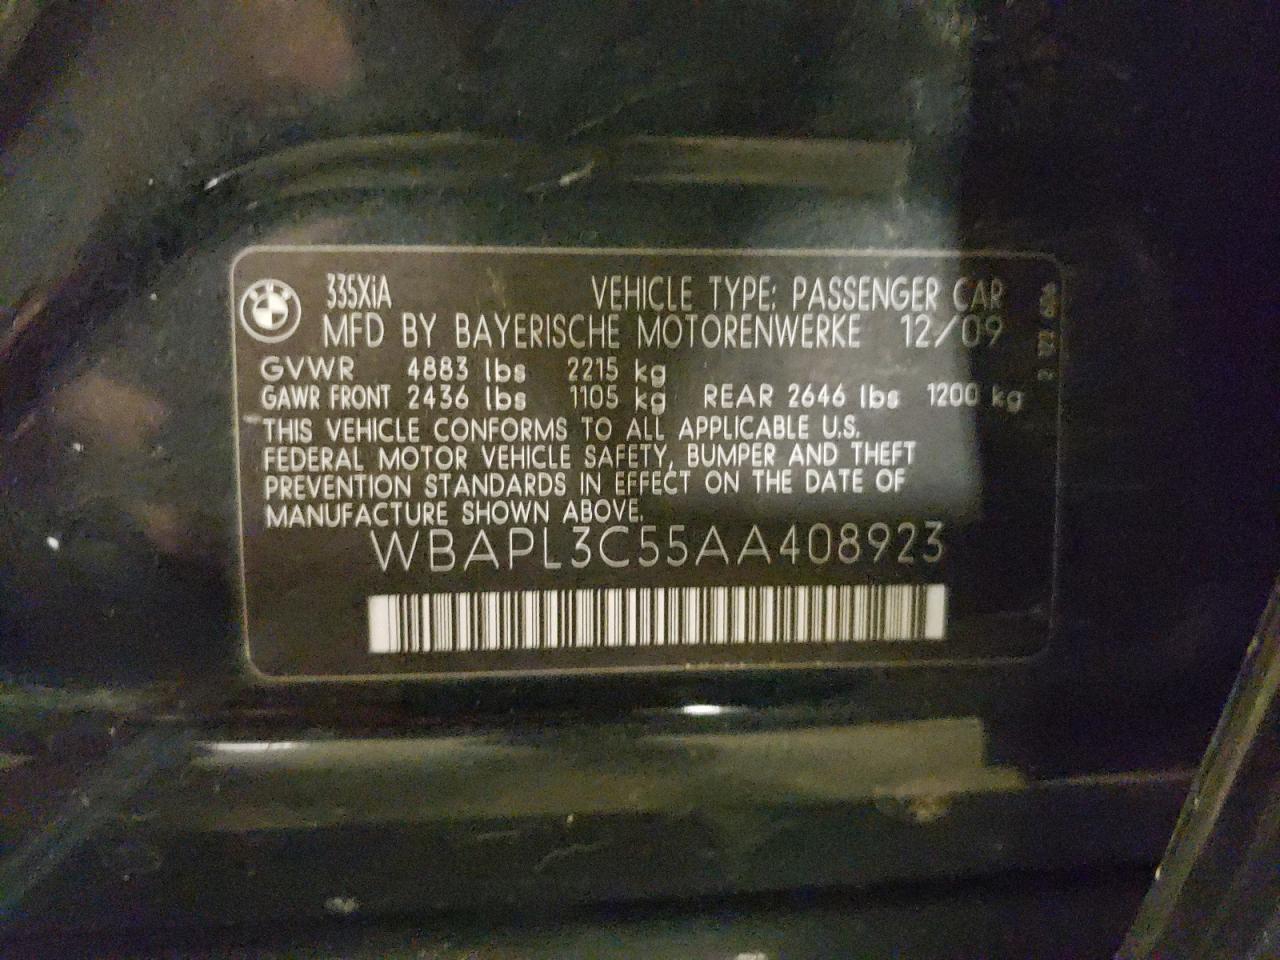 335XiA VEHICLE TYPE: PASSENGER CAR
MFD BY BAYERISCHE MOTORENWERKE 12/09
GVWR 4883 lbs 2215 kg
GAWR FRONT 2436 lbs 1105 kg REAR 2646 lbs 1200 kg
THIS VEHICLE CONFORMS TO ALL APPLICABLE U.S.
FEDERAL MOTOR VEHICLE SAFETY, BUMPER AND THEFT
PREVENTION STANDARDS IN EFFECT ON THE DATE OF
MANUFACTURE SHOWN ABOVE.
WBAPL3C55AA408923